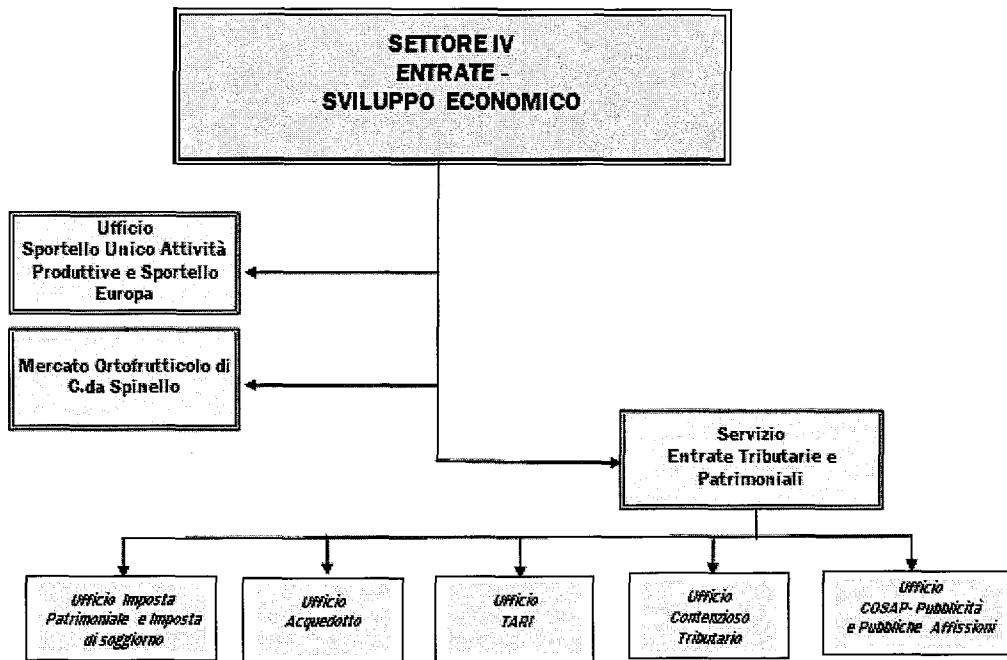 SETTORE IV
ENTRATE -
SVILUPPO ECONOMICO
Ufficio
Sportello Unico Attività
Produttive e Sportello
Europa
Mercato Ortofrutticolo di
C.da Spinello
Servizio
Entrate Tributarie e
Patrimoniali
Ufficio Imposta
Patrimoniale e Imposta
di soggiorno
Ufficio
Acquedotto
Ufficio
TARI
Ufficio
Contenzioso
Tributario
Ufficio
COSAP-Pubblicità
e Pubbliche Affissioni